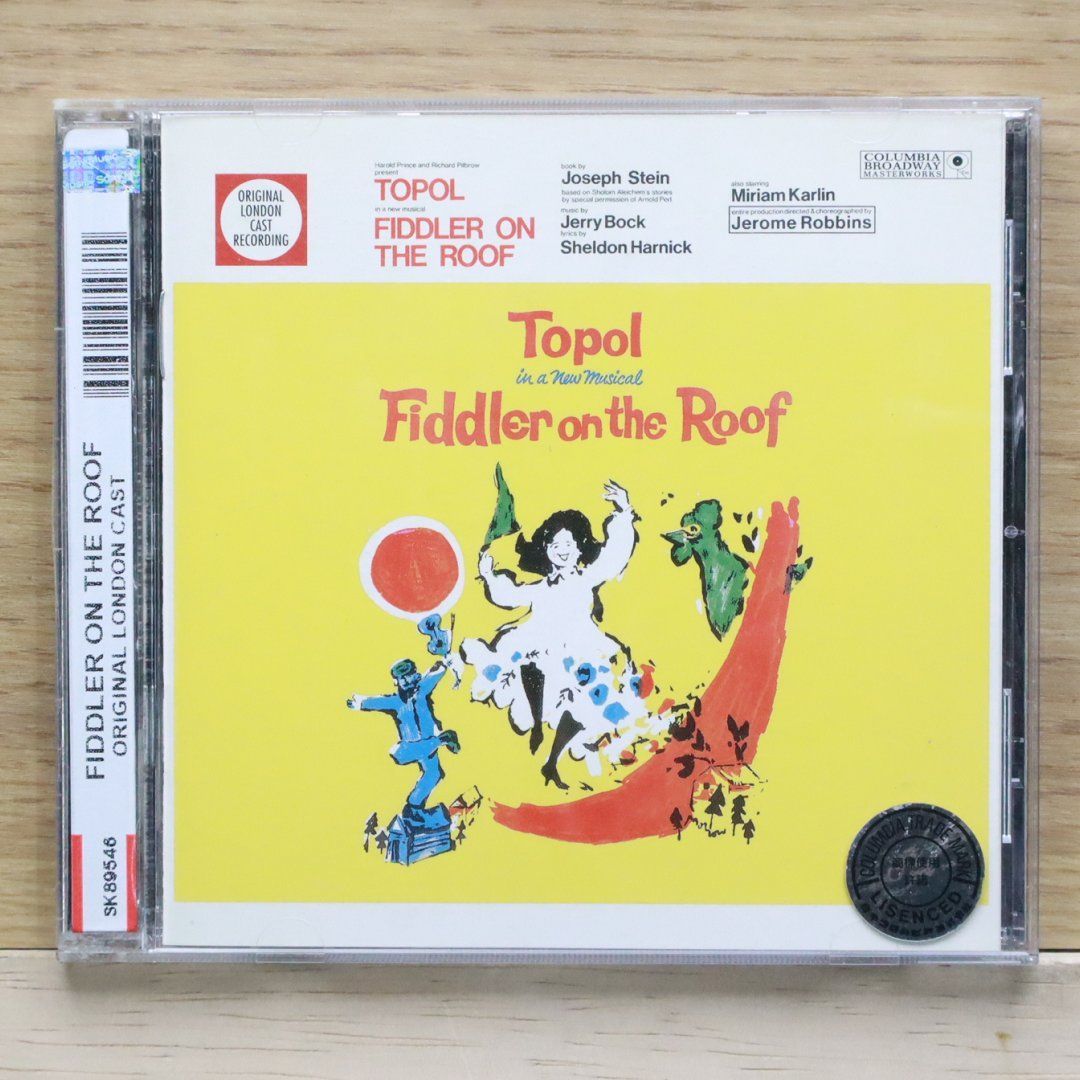 ORIGINAL
LONDON
CAST
RECORDING
Harold Prince and Richard Pilbrow
present
TOPOL
in a new musical
FIDDLER ON
THE ROOF
book by
Joseph Stein
based on Sholom Aleichem's stories
by special permission of Arnold Perl
music by
Jerry Bock
lyrics by
Sheldon Harnick
also starring
Miriam Karlin
entire production directed & choreographed by
Jerome Robbins
COLUMBIA
BROADWAY
MASTERWORKS
Topol
in a New Musical
Fiddler on the Roof
FIDDLER ON THE ROOF
ORIGINAL LONDON CAST
SK89546
COLUMBIA TRADE MARK
LISENCED